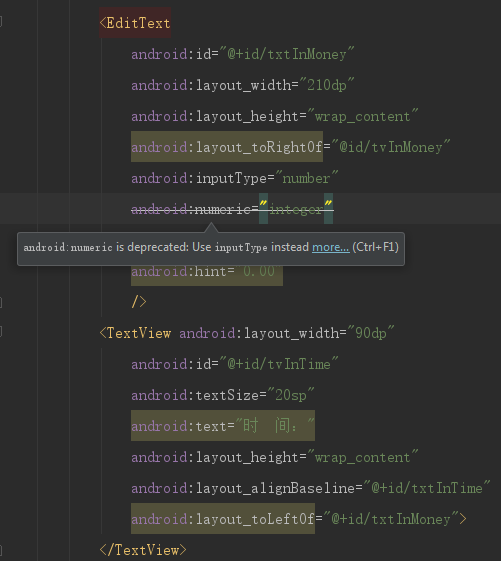 <EditText
android:id="@+id/txtInMoney"
android:layout_width="210dp"
android:layout_height="wrap_content"
android:layout_toRightOf="@id/tvInMoney"
android:inputType="number"
android:numeric="integer"
android:numeric is deprecated: Use inputType instead more... (Ctrl+F1)
android:hint="0.00"
/>
<TextView android:layout_width="90dp"
android:id="@+id/tvInTime"
android:textSize="20sp"
android:text="时　间："
android:layout_height="wrap_content"
android:layout_alignBaseline="@+id/txtInTime"
android:layout_toLeftOf="@+id/txtInMoney">
</TextView>